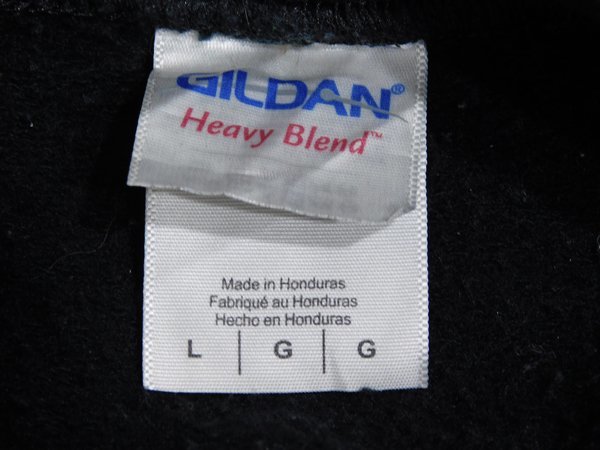 GILDAN®
Heavy Blend™
Made in Honduras
Fabriqué au Honduras
Hecho en Honduras
L | G | G